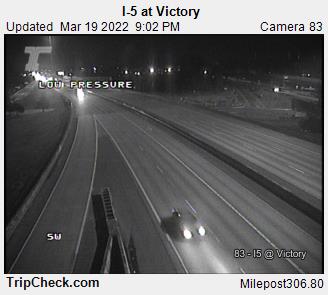 I-5 at Victory
Updated Mar 19 2022 9:02 PM Camera 83
LOW PRESSURE
SW
83 - I5 @ Victory
TripCheck.com Milepost306.80